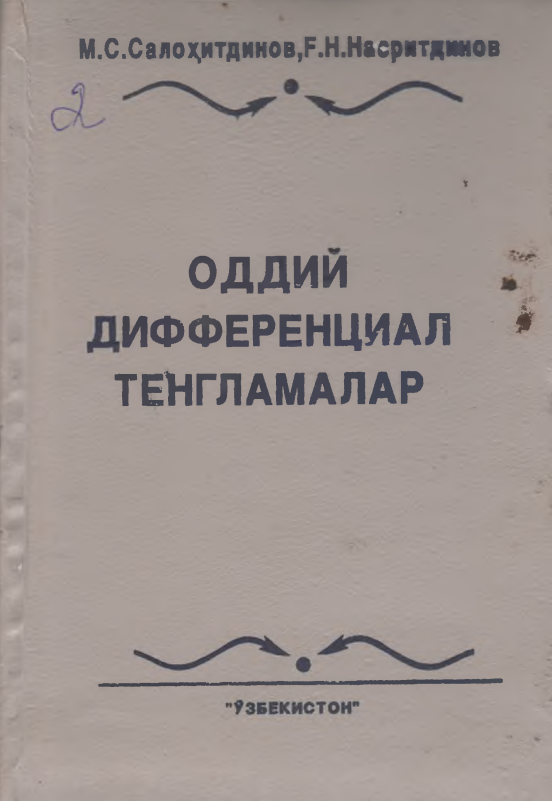 М.С.Салоҳитдинов,Ғ.Н.Насритдинов
2
ОДДИЙ
ДИФФЕРЕНЦИАЛ
ТЕНГЛАМАЛАР
"ЎЗБЕКИСТОН"